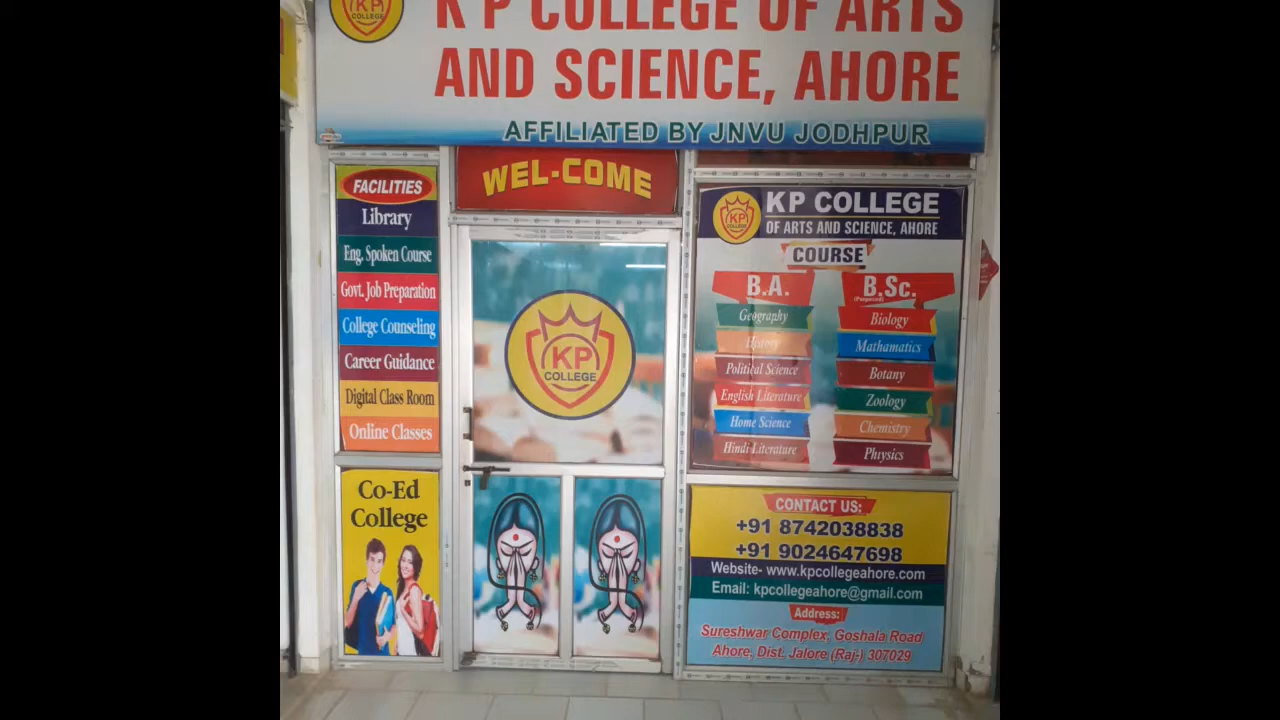 KP
COLLEGE
K P COLLEGE OF ARTS
AND SCIENCE, AHORE
AFFILIATED BY JNVU JODHPUR
FACILITIES
Library
Eng. Spoken Course
Govt. Job Preparation
College Counseling
Career Guidance
Digital Class Room
Online Classes
Co-Ed
College
WEL-COME
KP
COLLEGE
KP
COLLEGE
KP COLLEGE
OF ARTS AND SCIENCE, AHORE
COURSE
B.A.
Geography
History
Political Science
English Literature
Home Science
Hindi Literature
B.Sc.
Biology
Mathamatics
Botany
Zoology
Chemistry
Physics
CONTACT US:
+91 8742038838
+91 9024647698
Website- www.kpcollegeahore.com
Email: kpcollegeahore@gmail.com
Address:
Sureshwar Complex, Goshala Road
Ahore, Dist. Jalore (Raj-) 307029